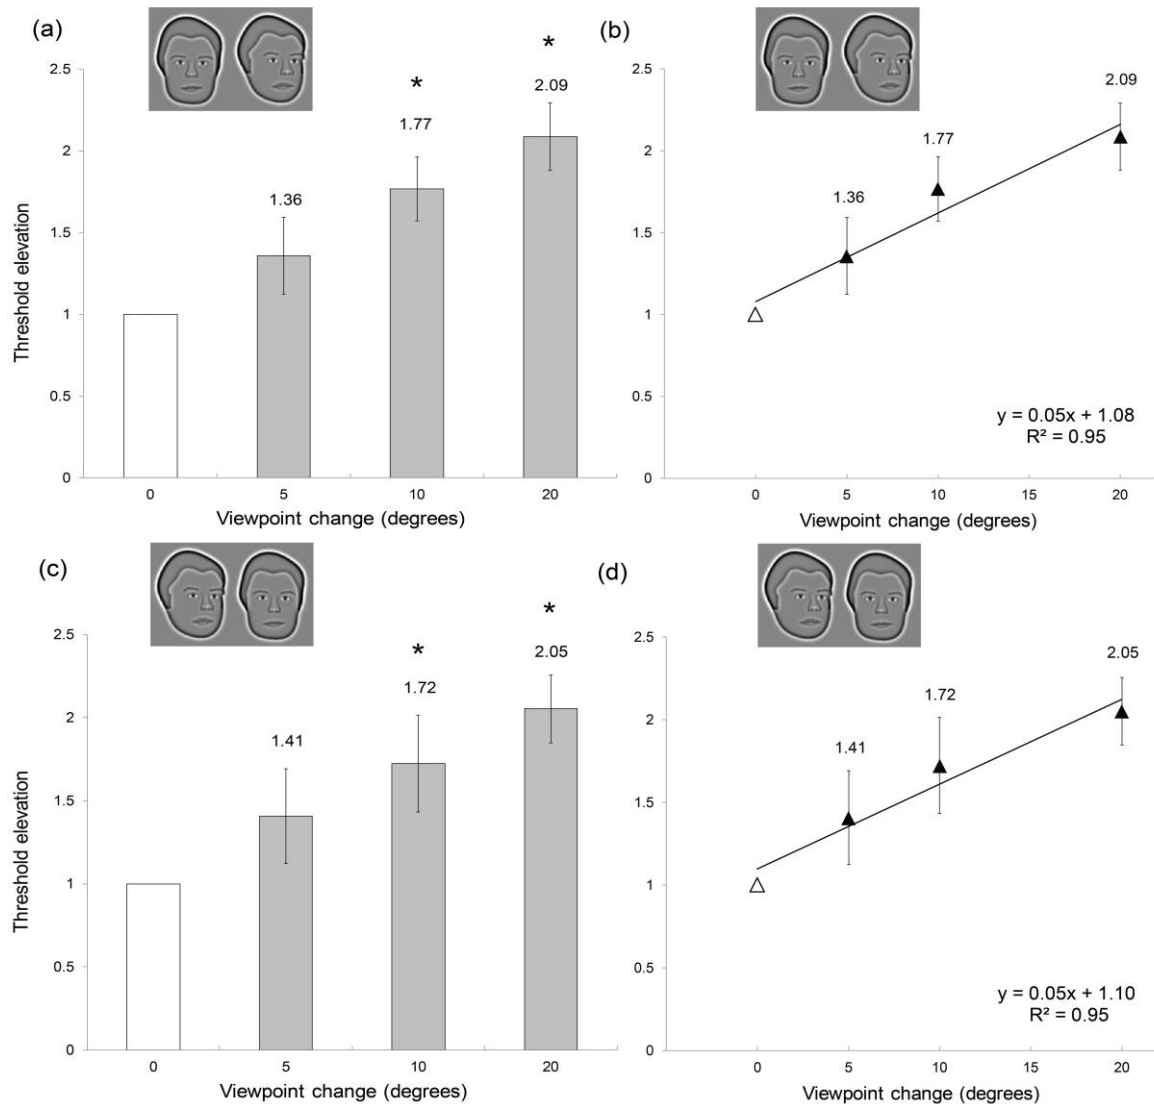 (a)
*
*
2.5
2
1.5
1
0.5
0
1.36
1.77
2.09
Threshold elevation
0 5 10 20
Viewpoint change (degrees)
(b)
2.5
2
1.5
1
0.5
0
1.36
1.77
2.09
y = 0.05x + 1.08
R² = 0.95
0 5 10 15 20
Viewpoint change (degrees)
(c)
*
*
2.5
2
1.5
1
0.5
0
1.41
1.72
2.05
Threshold elevation
0 5 10 20
Viewpoint change (degrees)
(d)
2.5
2
1.5
1
0.5
0
1.41
1.72
2.05
y = 0.05x + 1.10
R² = 0.95
0 5 10 15 20
Viewpoint change (degrees)